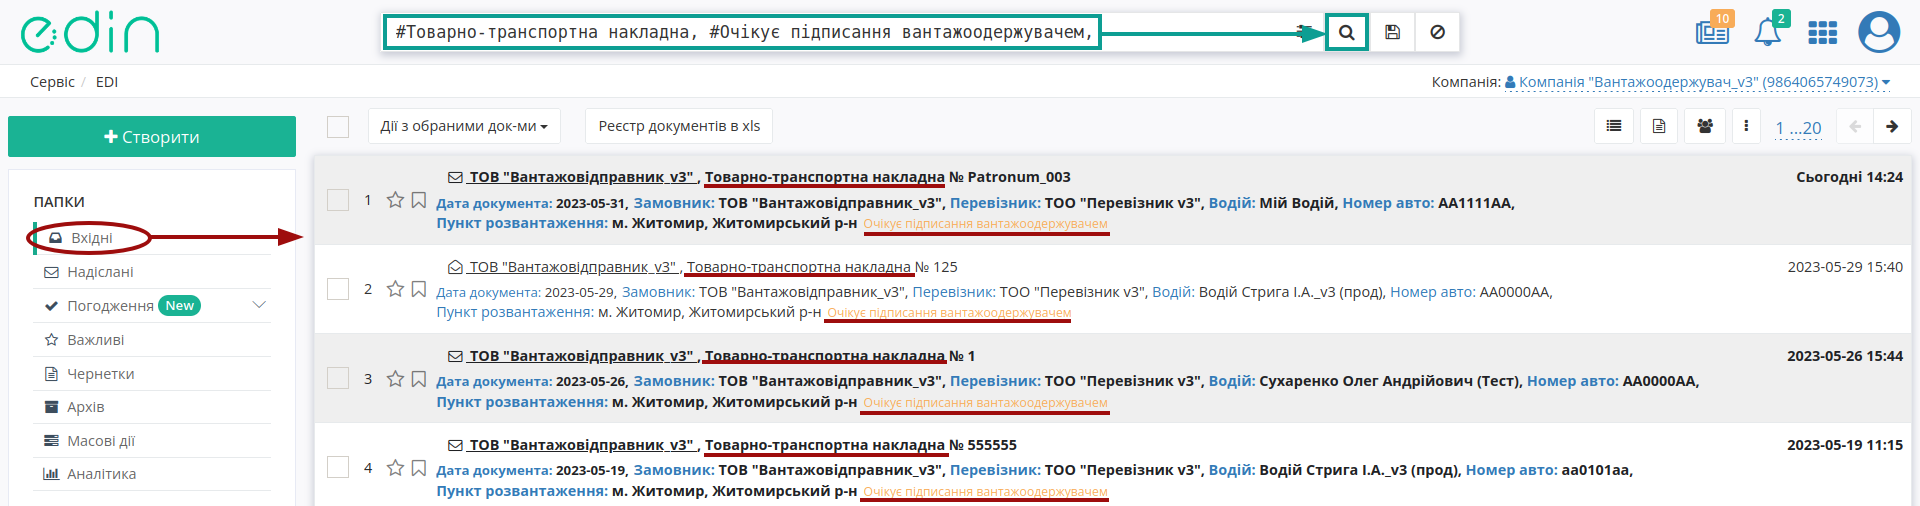 edin
#Товарно-транспортна накладна, #Очікує підписання вантажоодержувачем,
10
2
Сервіс / EDI
Компанія: Компанія "Вантажоодержувач_v3" (9864065749073)
Створити
Дії з обраними док-ми
Реєстр документів в xls
1 ...20
ПАПКИ
Вхідні
Надіслані
Погодження New
Важливі
Чернетки
Архів
Масові дії
Аналітика
ТОВ "Вантажовідправник_v3" , Товарно-транспортна накладна № Patronum_003
Сьогодні 14:24
1
Дата документа: 2023-05-31, Замовник: ТОВ "Вантажовідправник_v3", Перевізник: ТОО "Перевізник v3", Водій: Мій Водій, Номер авто: АА1111АА,
Пункт розвантаження: м. Житомир, Житомирський р-н Очікує підписання вантажоодержувачем
ТОВ "Вантажовідправник_v3" , Товарно-транспортна накладна № 125
2023-05-29 15:40
2
Дата документа: 2023-05-29, Замовник: ТОВ "Вантажовідправник_v3", Перевізник: ТОО "Перевізник v3", Водій: Водій Стрига І.А._v3 (прод), Номер авто: АА0000АА,
Пункт розвантаження: м. Житомир, Житомирський р-н Очікує підписання вантажоодержувачем
ТОВ "Вантажовідправник_v3" , Товарно-транспортна накладна № 1
2023-05-26 15:44
3
Дата документа: 2023-05-26, Замовник: ТОВ "Вантажовідправник_v3", Перевізник: ТОО "Перевізник v3", Водій: Сухаренко Олег Андрійович (Тест), Номер авто: АА0000АА,
Пункт розвантаження: м. Житомир, Житомирський р-н Очікує підписання вантажоодержувачем
ТОВ "Вантажовідправник_v3" , Товарно-транспортна накладна № 555555
2023-05-19 11:15
4
Дата документа: 2023-05-19, Замовник: ТОВ "Вантажовідправник_v3", Перевізник: ТОО "Перевізник v3", Водій: Водій Стрига І.А._v3 (прод), Номер авто: аа0101аа,
Пункт розвантаження: м. Житомир, Житомирський р-н Очікує підписання вантажоодержувачем